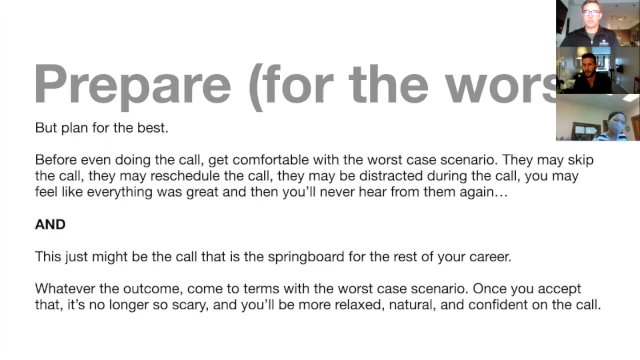 Prepare (for the wors
But plan for the best.
Before even doing the call, get comfortable with the worst case scenario. They may skip
the call, they may reschedule the call, they may be distracted during the call, you may
feel like everything was great and then you'll never hear from them again…
AND
This just might be the call that is the springboard for the rest of your career.
Whatever the outcome, come to terms with the worst case scenario. Once you accept
that, it's no longer so scary, and you'll be more relaxed, natural, and confident on the call.